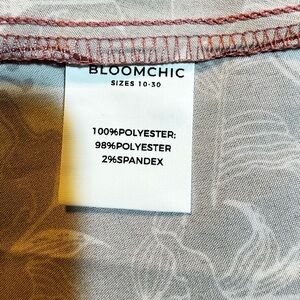 BLOOMCHIC
SIZES 10-30
100%POLYESTER;
98%POLYESTER
2%SPANDEX